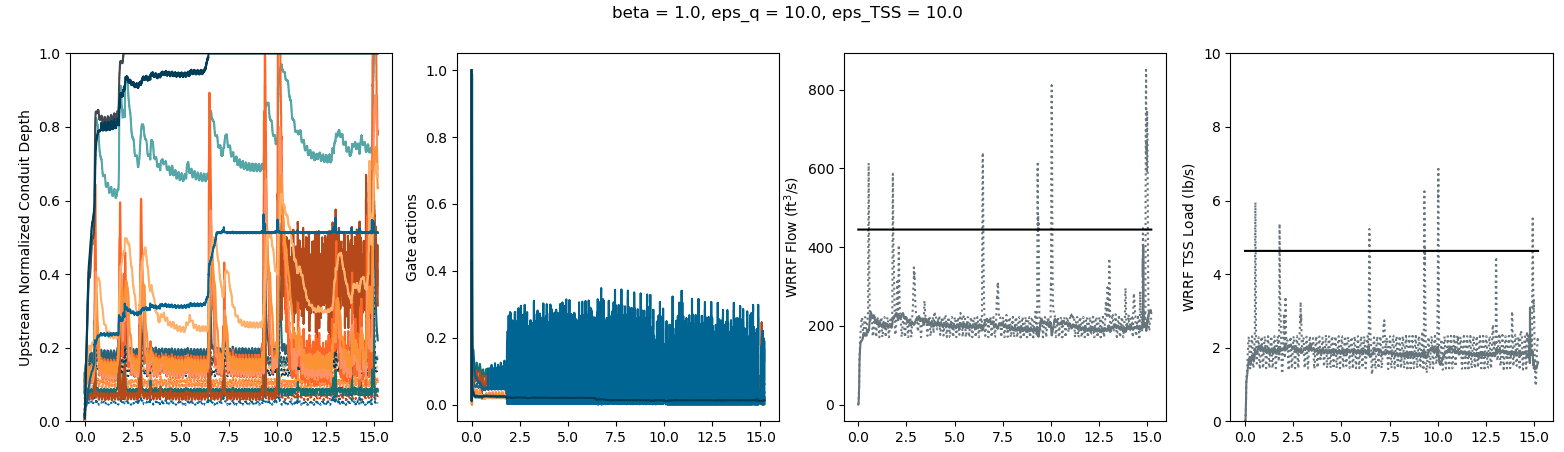 beta = 1.0, eps_q = 10.0, eps_TSS = 10.0
Upstream Normalized Conduit Depth
1.0
0.8
0.6
0.4
0.2
0.0
0.0 2.5 5.0 7.5 10.0 12.5 15.0
Gate actions
1.0
0.8
0.6
0.4
0.2
0.0
0.0 2.5 5.0 7.5 10.0 12.5 15.0
WRRF Flow (ft³/s)
800
600
400
200
0
0.0 2.5 5.0 7.5 10.0 12.5 15.0
WRRF TSS Load (lb/s)
10
8
6
4
2
0
0.0 2.5 5.0 7.5 10.0 12.5 15.0